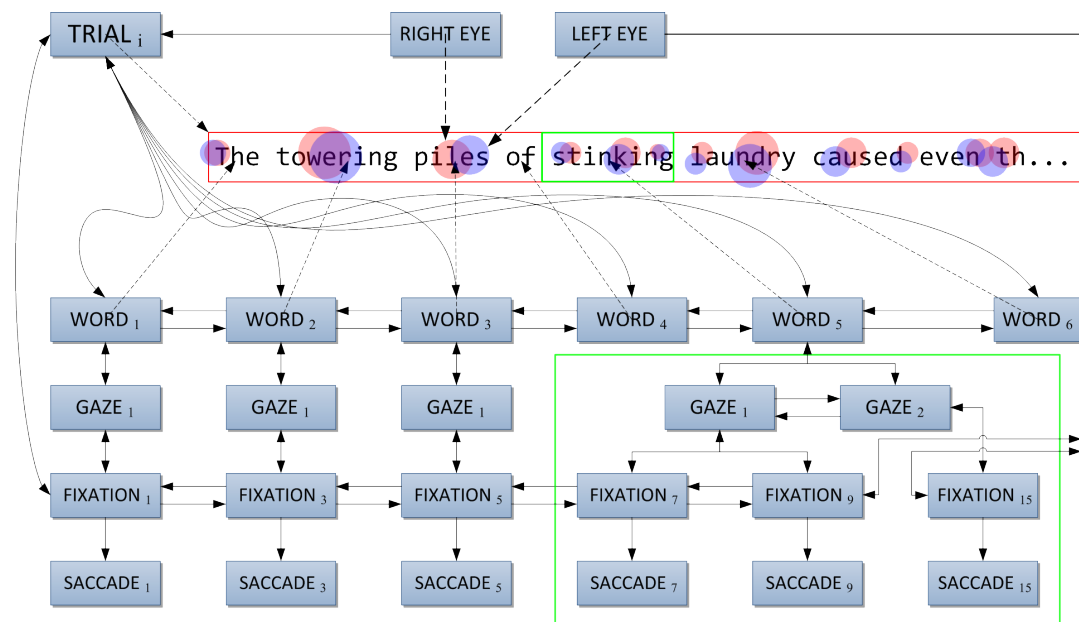 TRIAL i RIGHT EYE LEFT EYE
The towering piles of stinking laundry caused even th...
WORD 1 WORD 2 WORD 3 WORD 4 WORD 5 WORD 6
GAZE 1 GAZE 1 GAZE 1 GAZE 1 GAZE 2
FIXATION 1 FIXATION 3 FIXATION 5 FIXATION 7 FIXATION 9 FIXATION 15
SACCADE 1 SACCADE 3 SACCADE 5 SACCADE 7 SACCADE 9 SACCADE 15